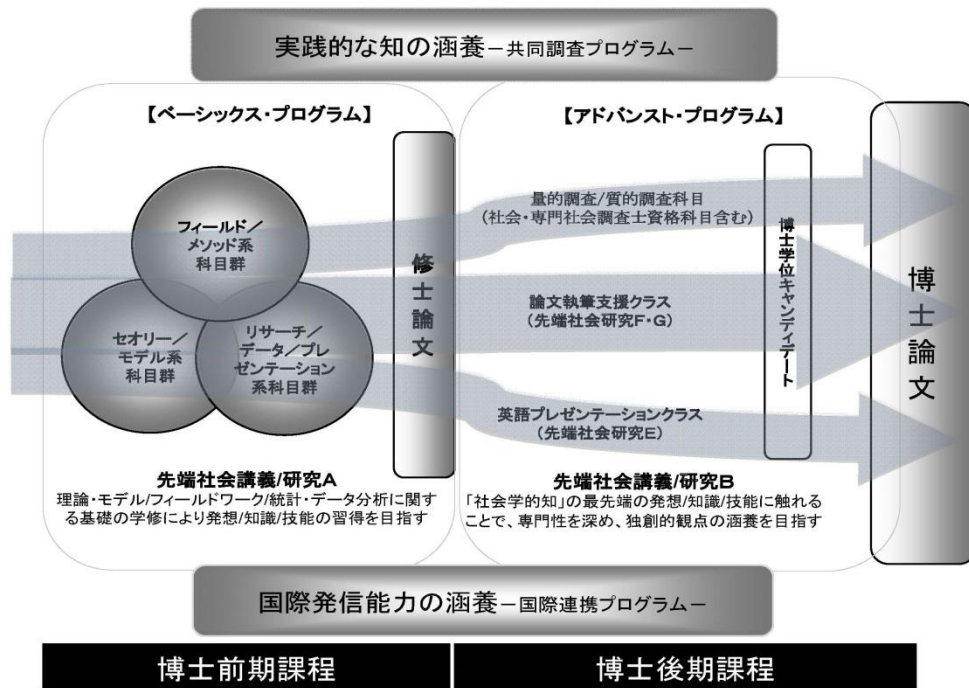 実践的な知の涵養－共同調査プログラム－
【ベーシックス・プログラム】
フィールド／
メソッド系
科目群
セオリー／
モデル系
科目群
リサーチ／
データ／プレ
ゼンテーション
系科目群
修士論文
先端社会講義/研究A
理論・モデル/フィールドワーク/統計・データ分析に関す
る基礎の学修により発想/知識/技能の習得を目指す
【アドバンスト・プログラム】
量的調査/質的調査科目
(社会・専門社会調査士資格科目含む)
論文執筆支援クラス
(先端社会研究F・G)
英語プレゼンテーションクラス
(先端社会研究E)
博士学位キャンディデート
先端社会講義/研究B
「社会学的知」の最先端の発想/知識/技能に触れる
ことで、専門性を深め、独創的観点の涵養を目指す
博士論文
国際発信能力の涵養－国際連携プログラム－
博士前期課程
博士後期課程